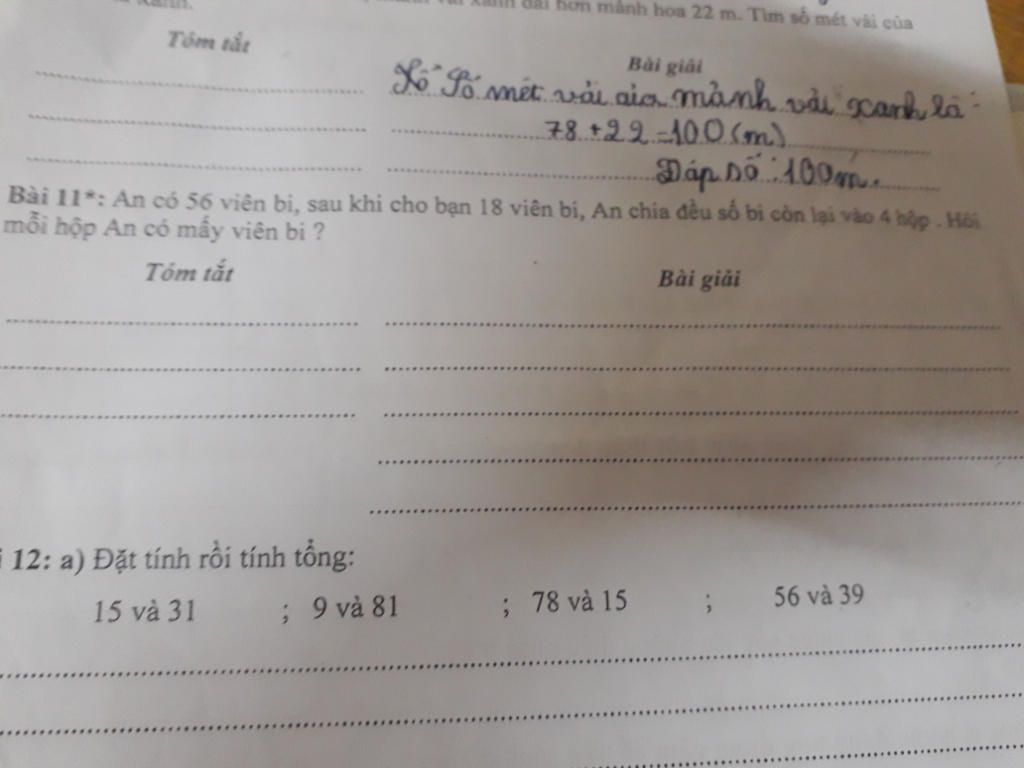 xanh dài hơn mảnh hoa 22 m. Tìm số mét vải của
Tóm tắt
Bài giải
Số mét vải của mảnh vải xanh là:
78 + 22 = 100 (m)
Đáp số: 100m.
Bài 11*: An có 56 viên bi, sau khi cho bạn 18 viên bi, An chia đều số bi còn lại vào 4 hộp . Hỏi
mỗi hộp An có mấy viên bi ?
Tóm tắt
Bài giải
12: a) Đặt tính rồi tính tổng:
15 và 31 ; 9 và 81 ; 78 và 15 ; 56 và 39